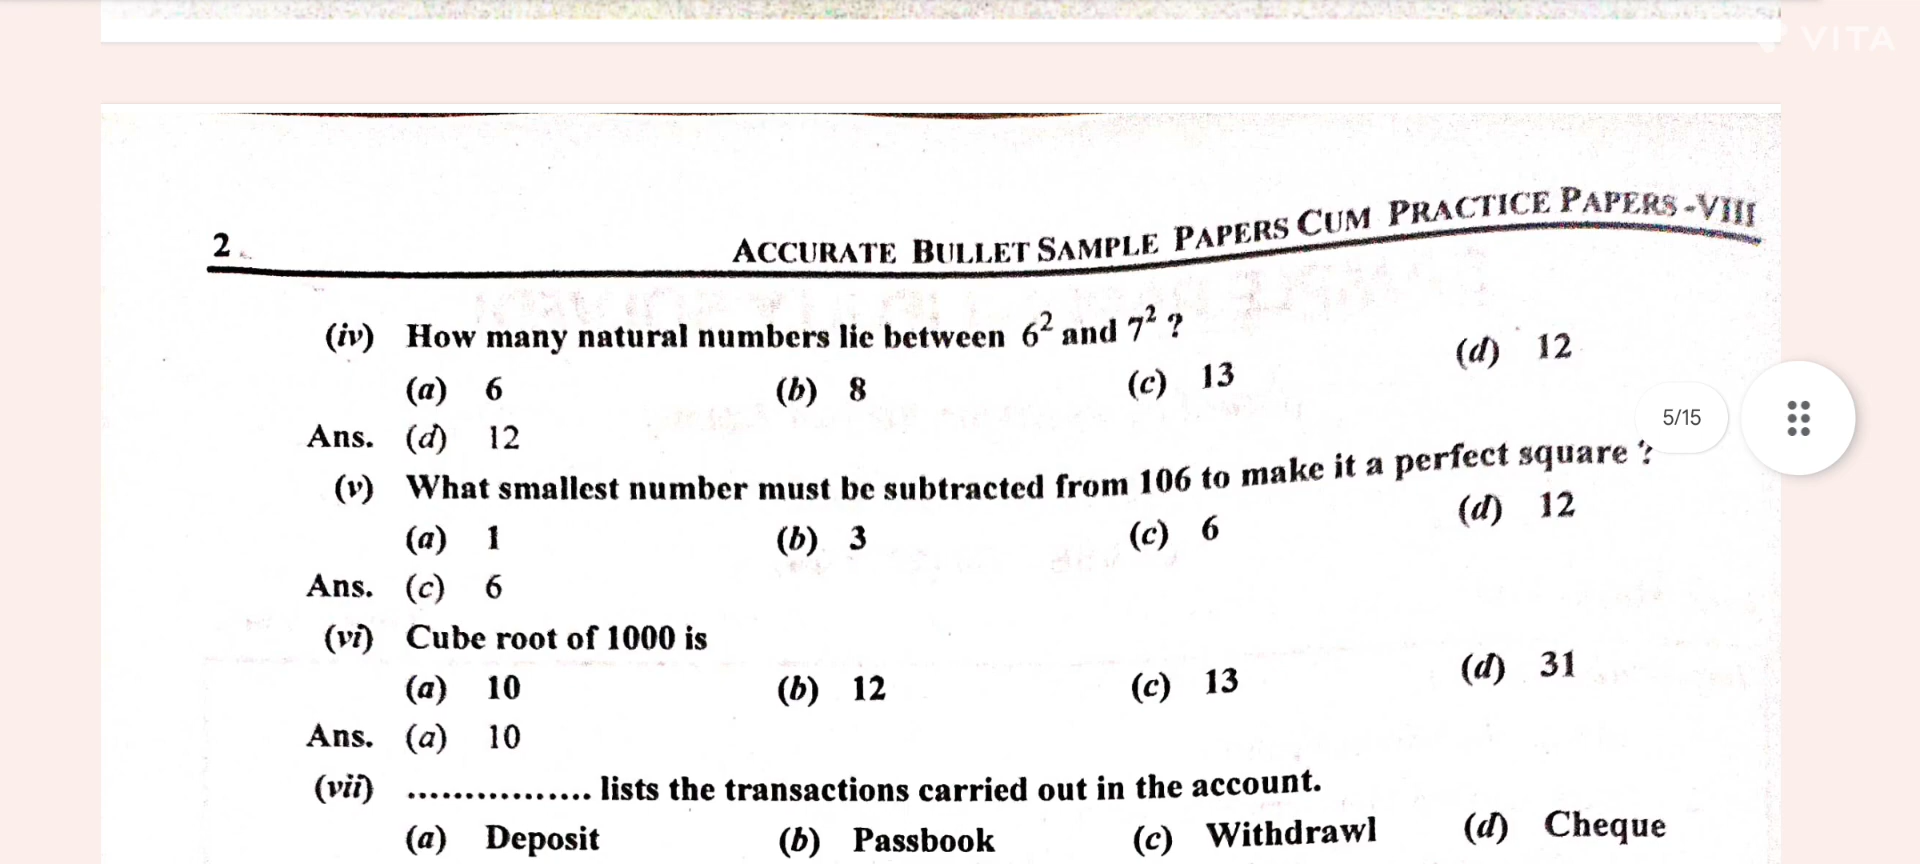 VITA
2. ACCURATE BULLET SAMPLE PAPERS CUM PRACTICE PAPERS -VIII
(iv) How many natural numbers lie between 6² and 7² ?
(a) 6 (b) 8 (c) 13 (d) 12
5/15
Ans. (d) 12
(v) What smallest number must be subtracted from 106 to make it a perfect square ?
(a) 1 (b) 3 (c) 6 (d) 12
Ans. (c) 6
(vi) Cube root of 1000 is
(a) 10 (b) 12 (c) 13 (d) 31
Ans. (a) 10
(vii) ................ lists the transactions carried out in the account.
(a) Deposit (b) Passbook (c) Withdrawl (d) Cheque